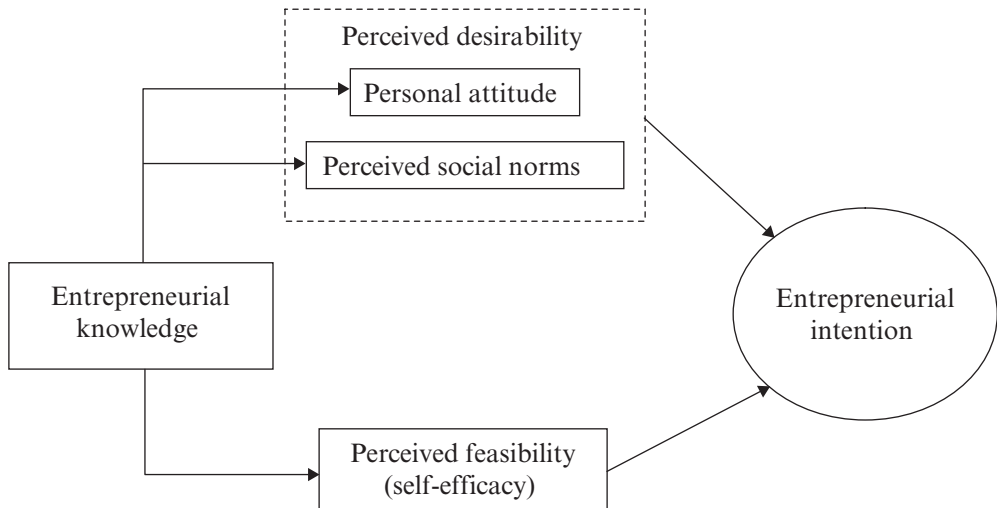 Perceived desirability
Personal attitude
Perceived social norms
Entrepreneurial
knowledge
Entrepreneurial
intention
Perceived feasibility
(self-efficacy)